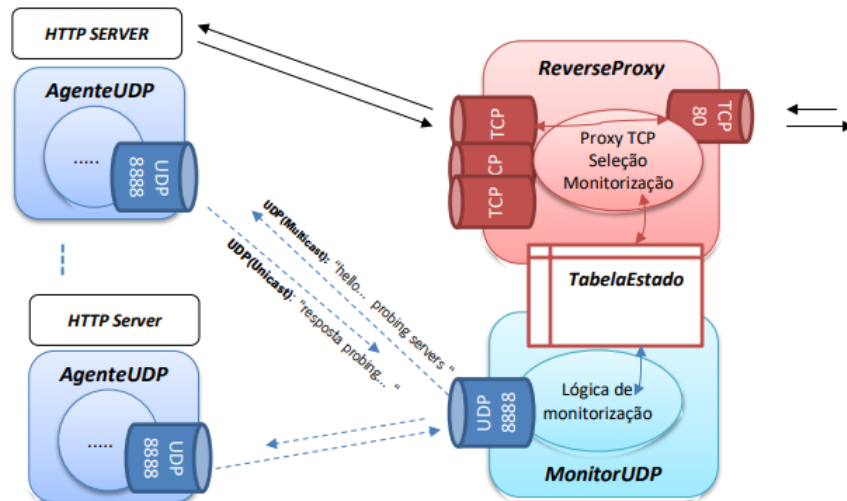 HTTP SERVER
AgenteUDP
.....
UDP
8888
ReverseProxy
TCP
CP
TCP
TCP
80
Proxy TCP
Seleção
Monitorização
UDP(Multicast): "hello... probing servers "
UDP(Unicast): "resposta probing... "
TabelaEstado
HTTP Server
AgenteUDP
.....
UDP
8888
UDP
8888
Lógica de
monitorização
MonitorUDP